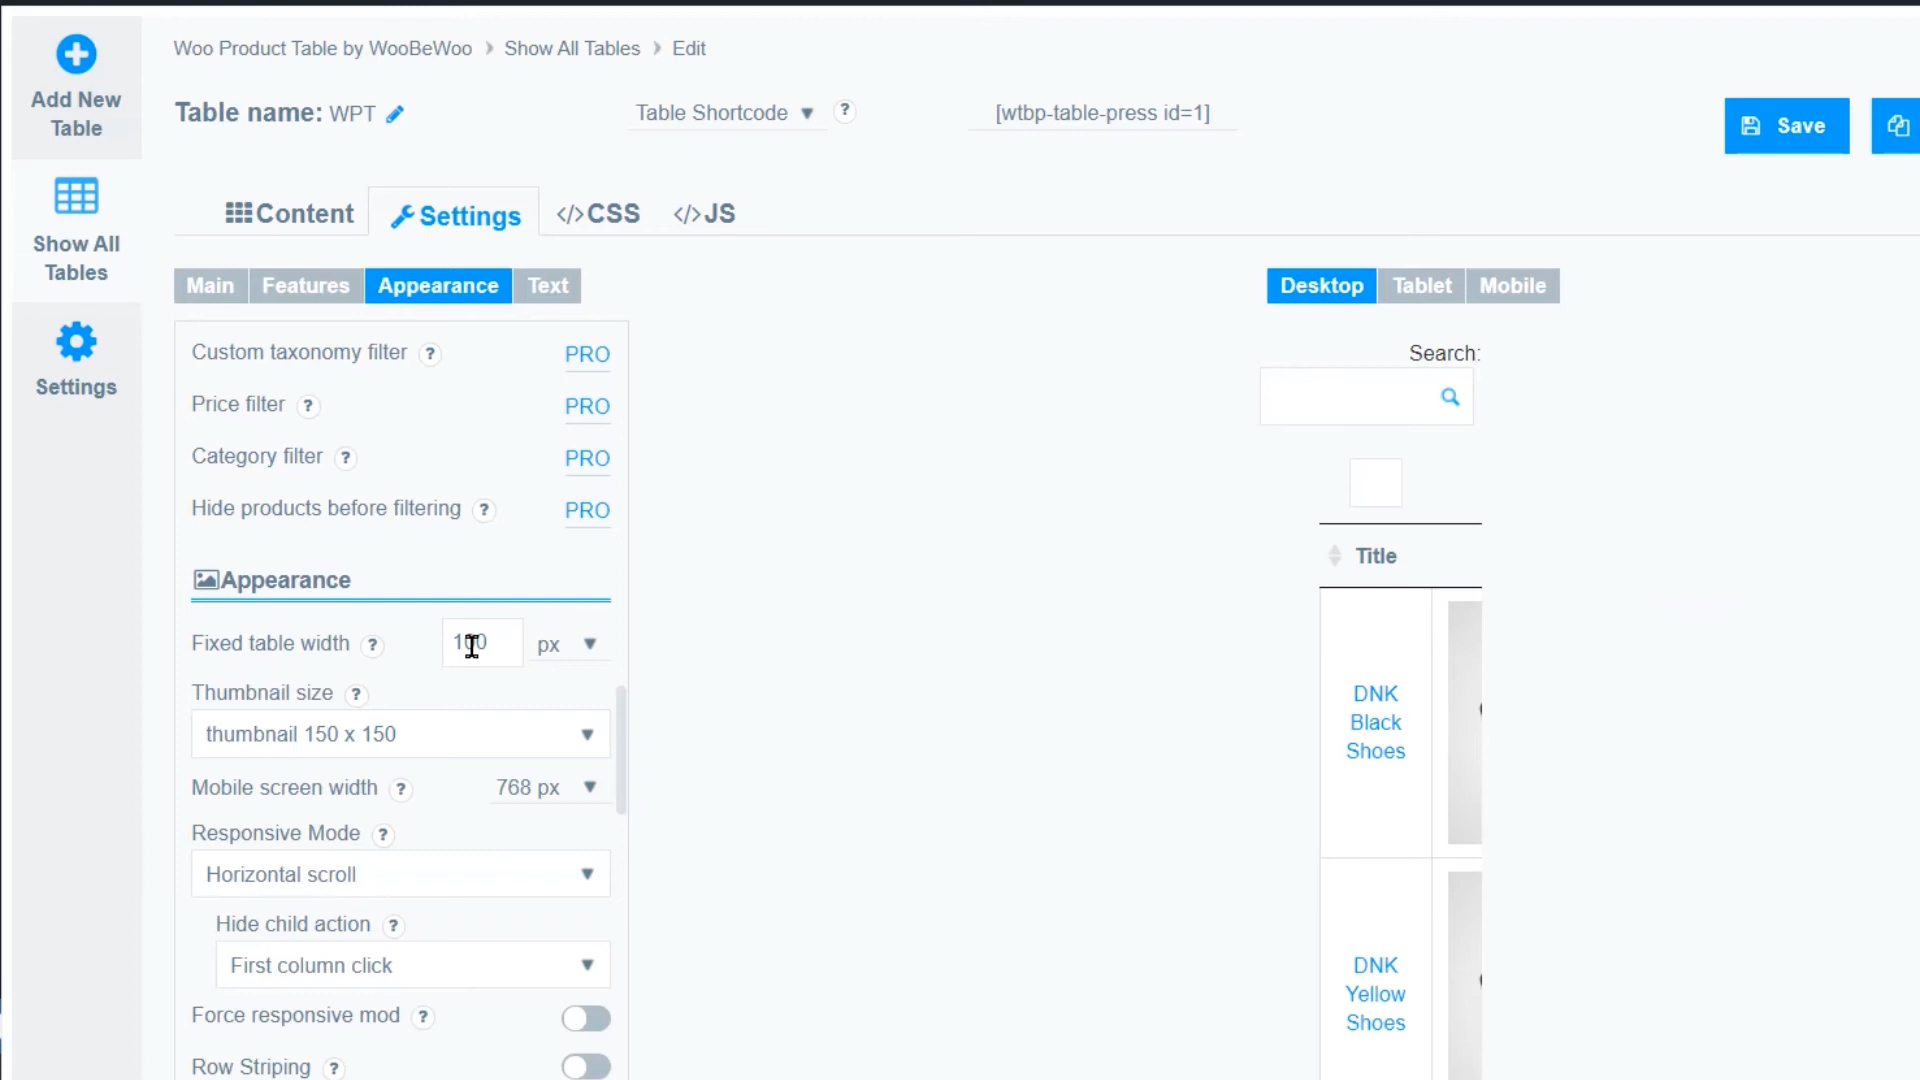 Woo Product Table by WooBeWoo › Show All Tables › Edit
Add New
Table
Table name: WPT
Table Shortcode ▼ ?
[wtbp-table-press id=1]
Save
Show All
Tables
Settings
Content
Settings
</>CSS
</>JS
Main
Features
Appearance
Text
Desktop
Tablet
Mobile
Custom taxonomy filter ? PRO
Price filter ? PRO
Category filter ? PRO
Hide products before filtering ? PRO
Appearance
Fixed table width ? 100 px ▼
Thumbnail size ?
thumbnail 150 x 150 ▼
Mobile screen width ? 768 px ▼
Responsive Mode ?
Horizontal scroll ▼
Hide child action ?
First column click ▼
Force responsive mod ?
Row Striping ?
Search:
Title
DNK
Black
Shoes
DNK
Yellow
Shoes